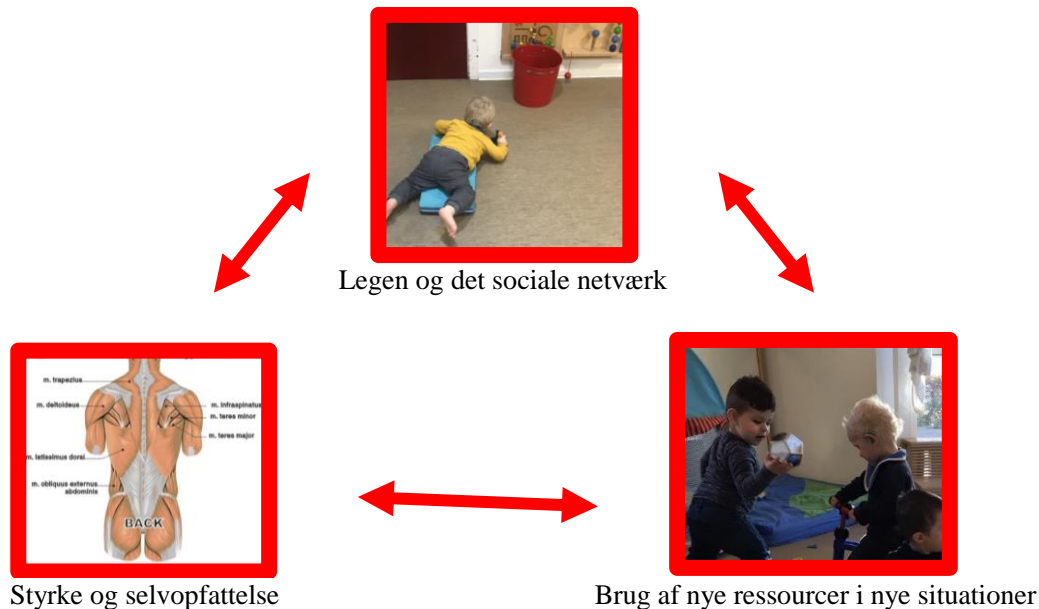 Legen og det sociale netværk
m. trapezius
m. deltoideus
m. infraspinatus
m. teres minor
m. teres major
m. latissimus dorsi
m. obliquus externus
abdominis
BACK
Styrke og selvopfattelse
Brug af nye ressourcer i nye situationer